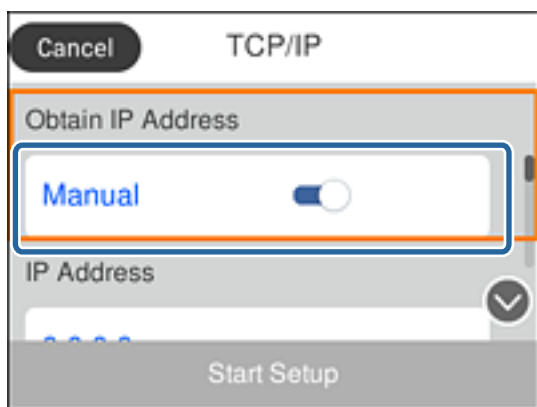 Cancel
TCP/IP
Obtain IP Address
Manual
IP Address
Start Setup